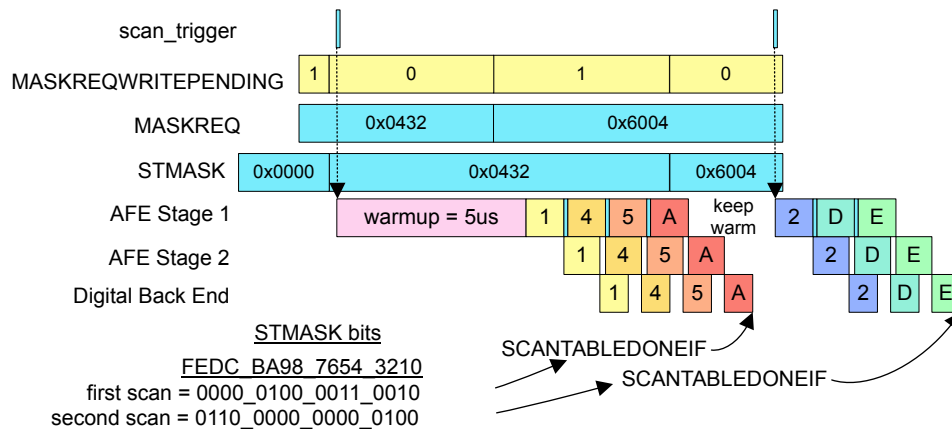 scan_trigger
MASKREQWRITEPENDING 1 0 1 0
MASKREQ 0x0432 0x6004
STMASK 0x0000 0x0432 0x6004
AFE Stage 1 warmup = 5us 1 4 5 A keep warm 2 D E
AFE Stage 2 1 4 5 A 2 D E
Digital Back End 1 4 5 A 2 D E
STMASK bits
SCANTABLEDONEIF
FEDC_BA98_7654_3210
SCANTABLEDONEIF
first scan = 0000_0100_0011_0010
second scan = 0110_0000_0000_0100